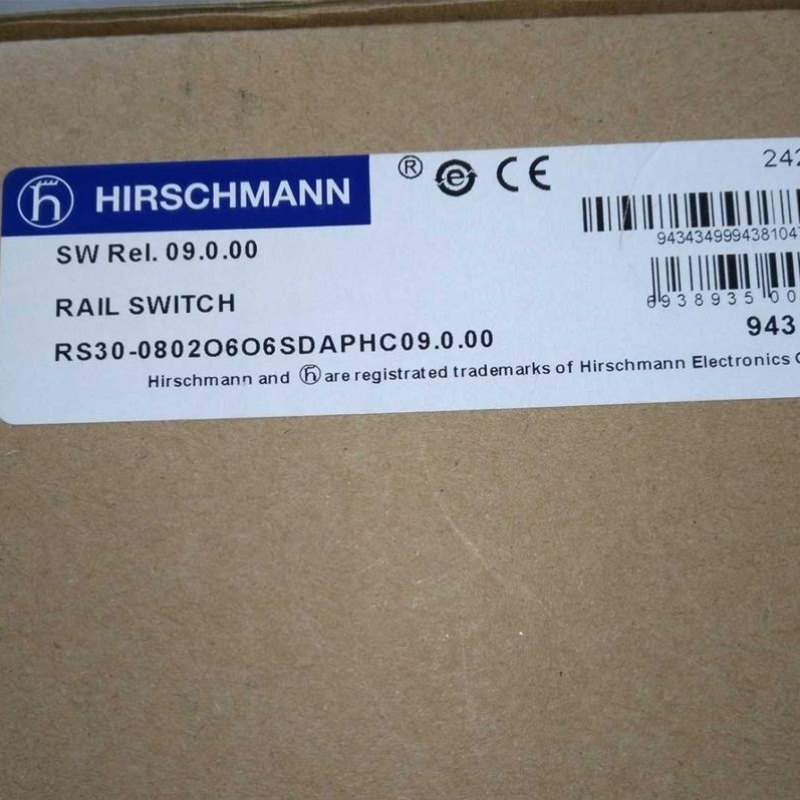 HIRSCHMANN
® CE
242
SW Rel. 09.0.00
943434999438104
RAIL SWITCH
6938935 00
RS30-0802O6O6SDAPHC09.0.00
943
Hirschmann and h are registrated trademarks of Hirschmann Electronics